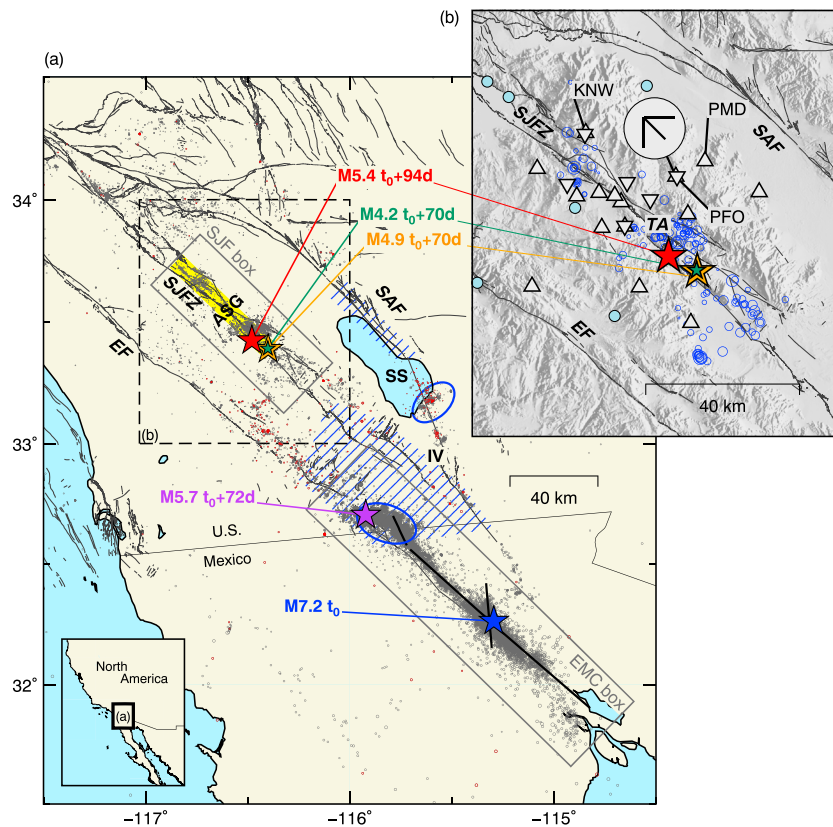 (b)
(a)
KNW
PMD
SJFZ
SAF
PFO
TA
EF
40 km
34°
M5.4 t0+94d
M4.2 t0+70d
M4.9 t0+70d
SJF box
SJFZ
ASG
SAF
EF
SS
33°
(b)
IV
40 km
M5.7 t0+72d
U.S.
Mexico
M7.2 t0
EMC box
32°
North
America
(a)
−117°
−116°
−115°